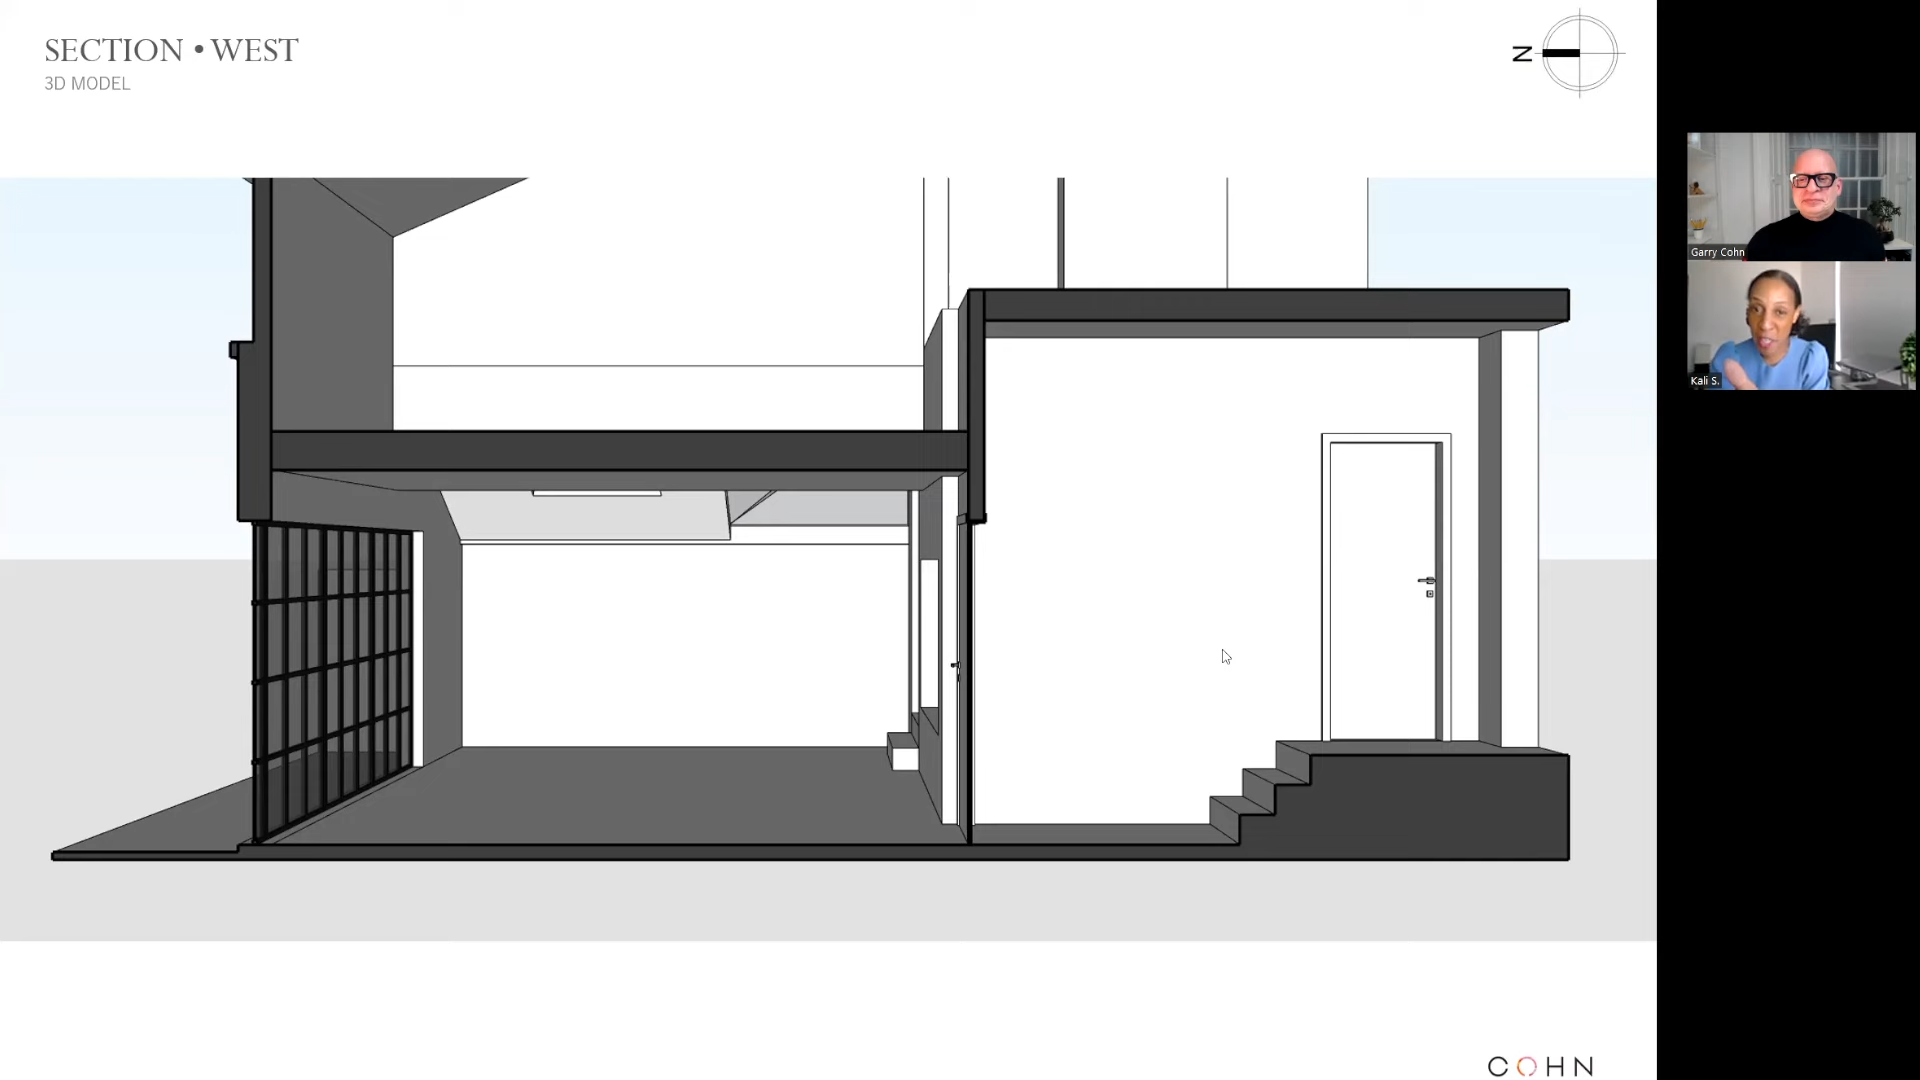 SECTION • WEST
3D MODEL
N
Garry Cohn
Kali S.
COHN